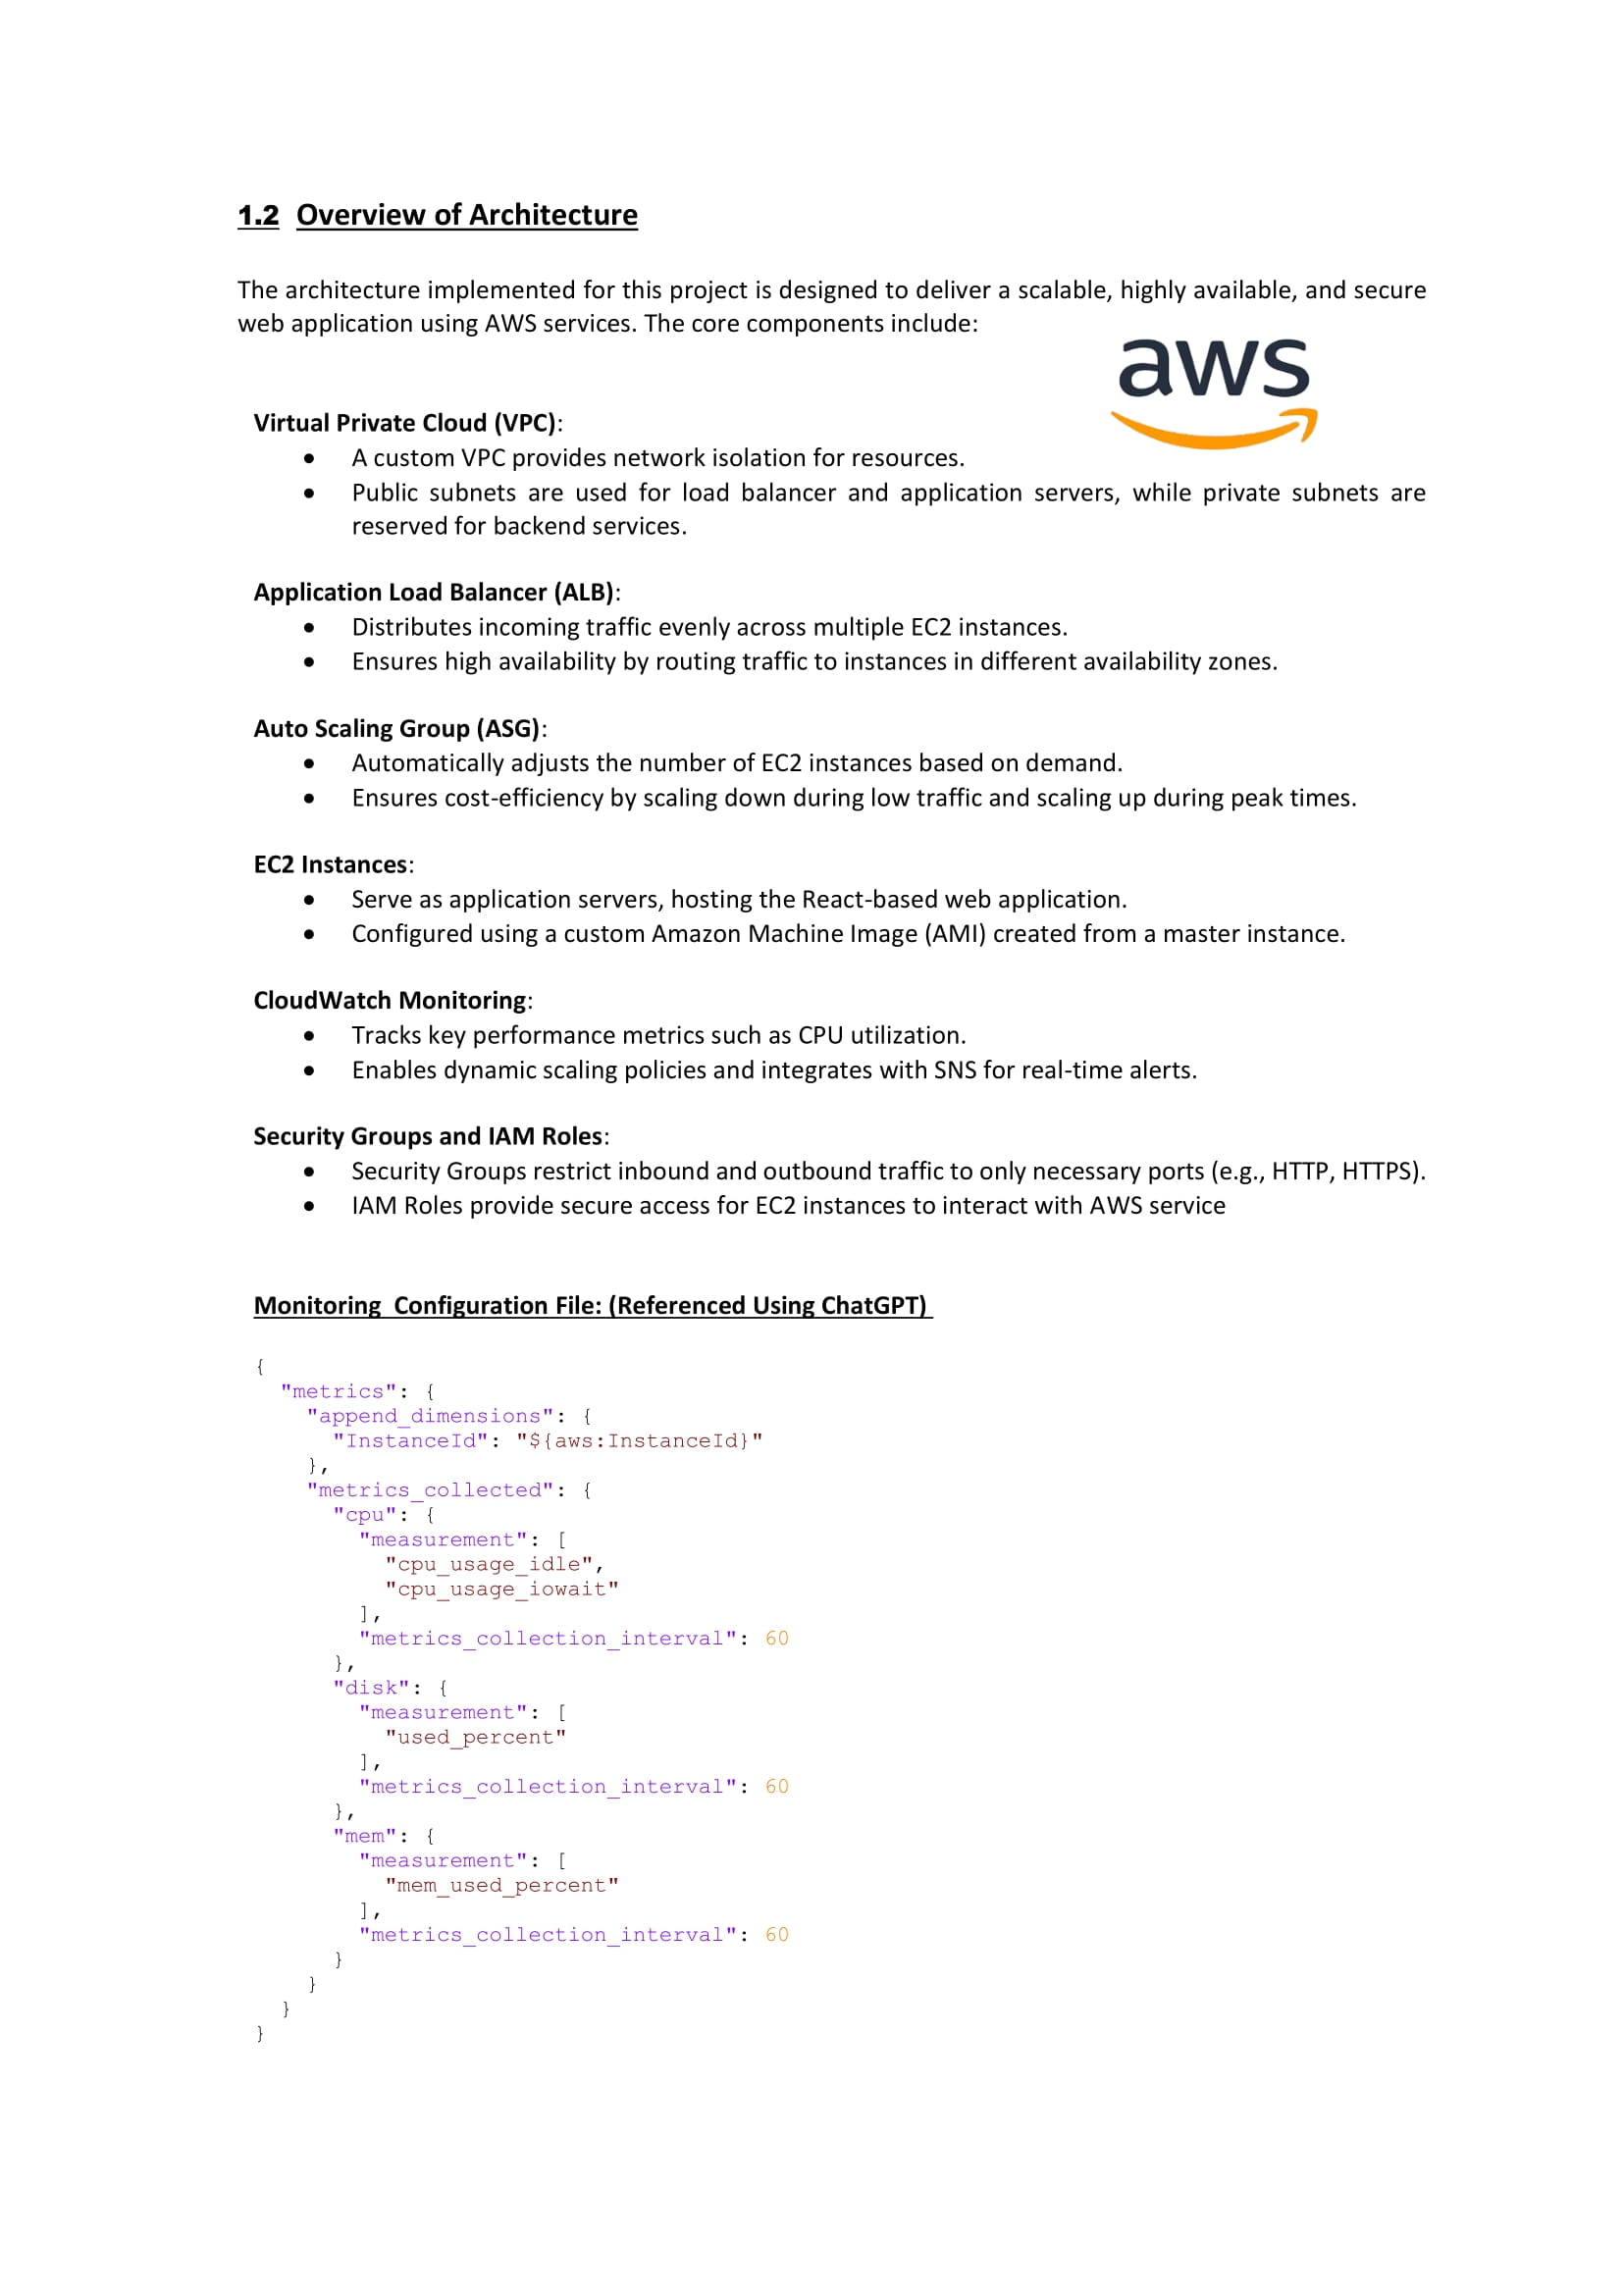 1.2 Overview of Architecture
The architecture implemented for this project is designed to deliver a scalable, highly available, and secure
web application using AWS services. The core components include:
aws
Virtual Private Cloud (VPC):
• A custom VPC provides network isolation for resources.
• Public subnets are used for load balancer and application servers, while private subnets are
reserved for backend services.
Application Load Balancer (ALB):
• Distributes incoming traffic evenly across multiple EC2 instances.
• Ensures high availability by routing traffic to instances in different availability zones.
Auto Scaling Group (ASG):
• Automatically adjusts the number of EC2 instances based on demand.
• Ensures cost-efficiency by scaling down during low traffic and scaling up during peak times.
EC2 Instances:
• Serve as application servers, hosting the React-based web application.
• Configured using a custom Amazon Machine Image (AMI) created from a master instance.
CloudWatch Monitoring:
• Tracks key performance metrics such as CPU utilization.
• Enables dynamic scaling policies and integrates with SNS for real-time alerts.
Security Groups and IAM Roles:
• Security Groups restrict inbound and outbound traffic to only necessary ports (e.g., HTTP, HTTPS).
• IAM Roles provide secure access for EC2 instances to interact with AWS service
Monitoring  Configuration File: (Referenced Using ChatGPT)
{
  "metrics": {
    "append_dimensions": {
      "InstanceId": "${aws:InstanceId}"
    },
    "metrics_collected": {
      "cpu": {
        "measurement": [
          "cpu_usage_idle",
          "cpu_usage_iowait"
        ],
        "metrics_collection_interval": 60
      },
      "disk": {
        "measurement": [
          "used_percent"
        ],
        "metrics_collection_interval": 60
      },
      "mem": {
        "measurement": [
          "mem_used_percent"
        ],
        "metrics_collection_interval": 60
      }
    }
  }
}